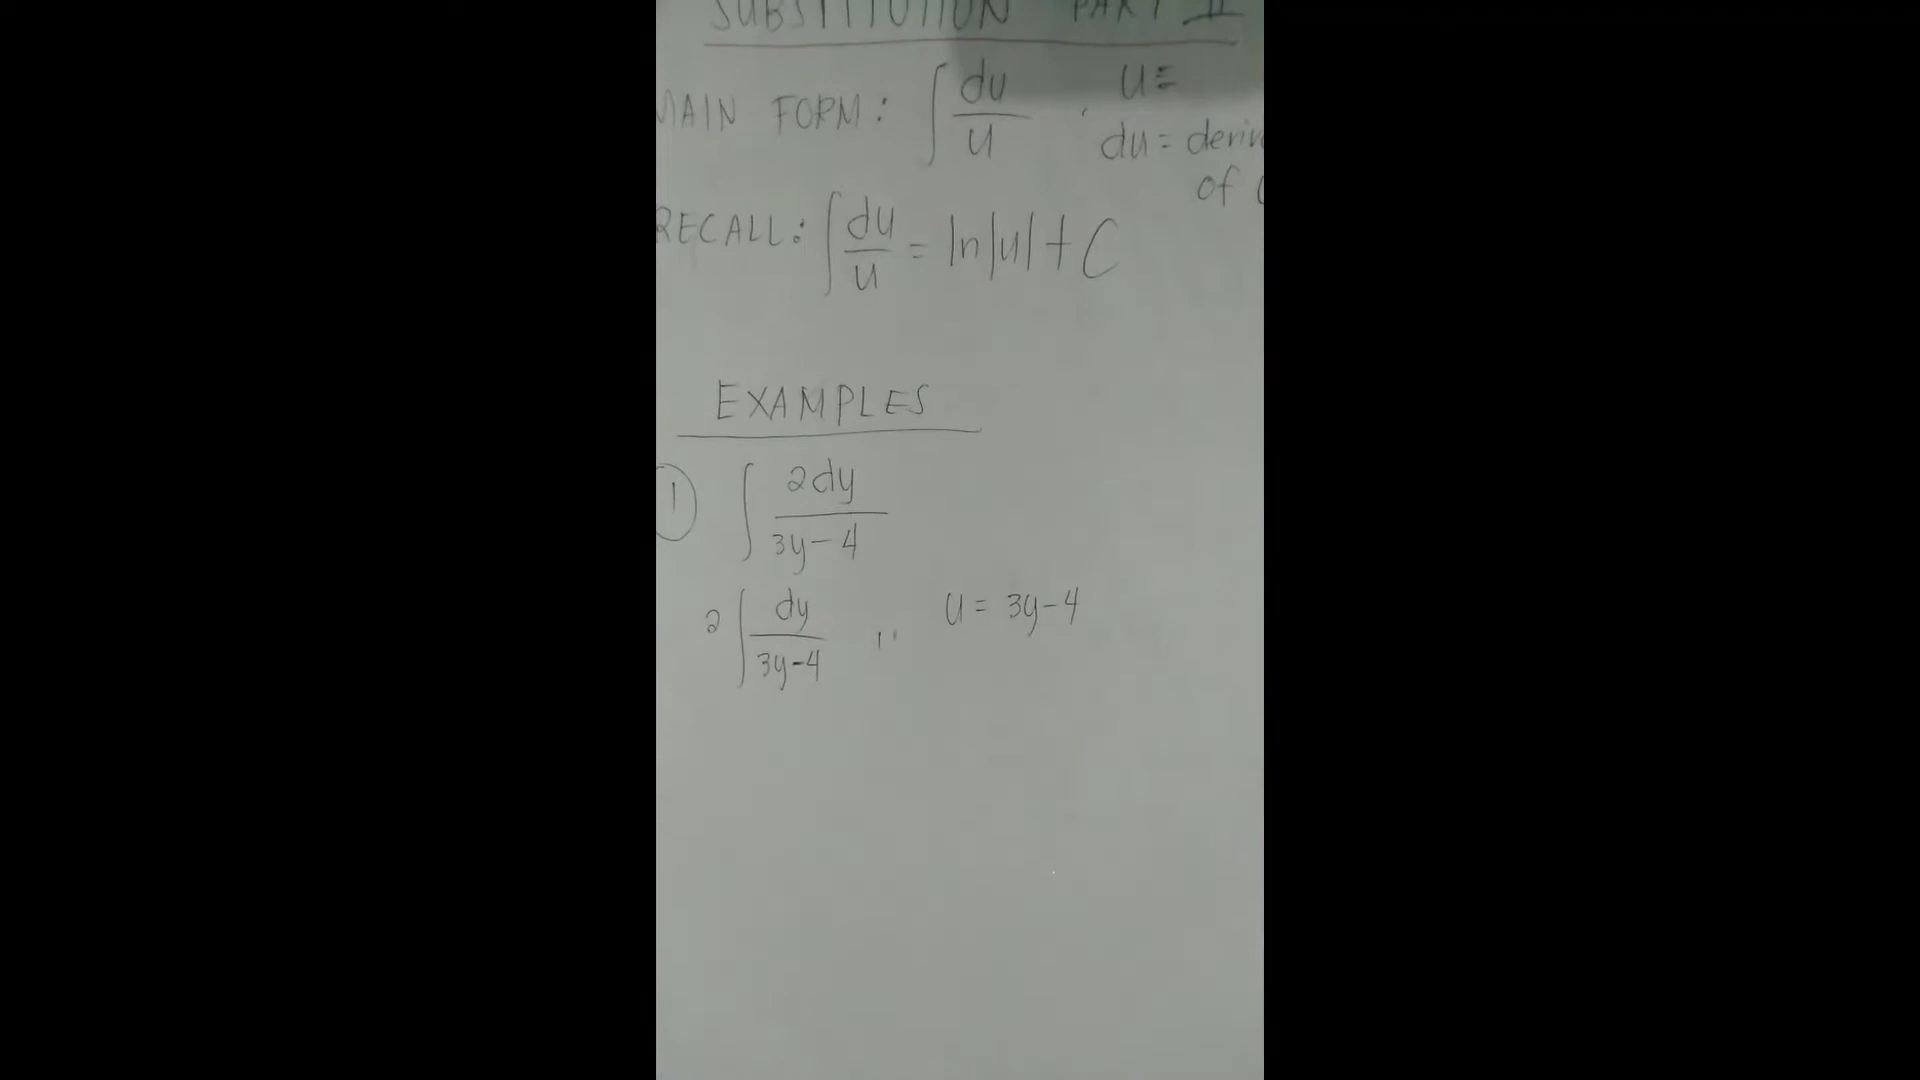 SUBSTITUTION PART II
MAIN FORM: ∫ du/u , u =
du = deriv
of
RECALL: ∫ du/u = ln|u| + C
EXAMPLES
1 ∫ 2dy/3y-4
2 ∫ dy/3y-4 ,, u = 3y-4